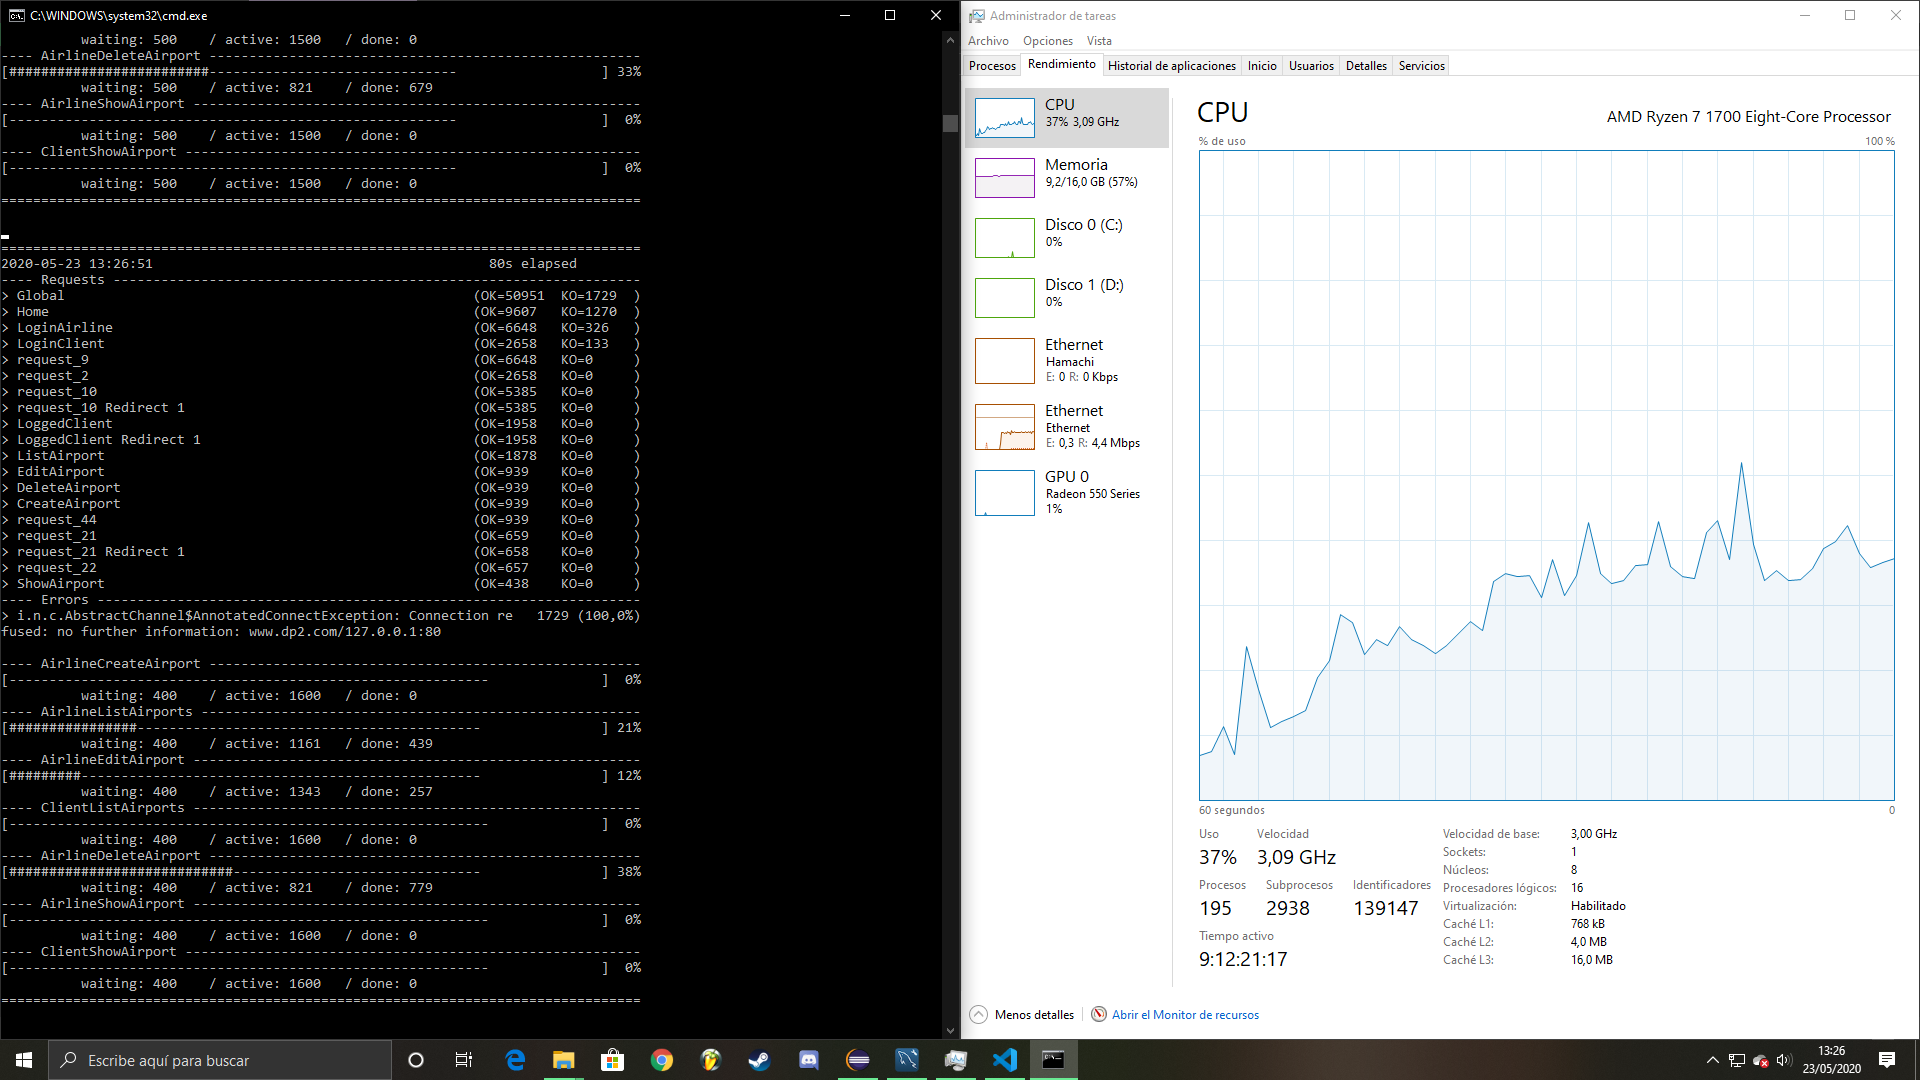 C:\WINDOWS\system32\cmd.exe
          waiting: 500    / active: 1500   / done: 0
---- AirlineDeleteAirport ------------------------------------------------------
[#########################-------------------------------                  ] 33%
          waiting: 500    / active: 821    / done: 679
---- AirlineShowAirport --------------------------------------------------------
[--------------------------------------------------------                  ]  0%
          waiting: 500    / active: 1500   / done: 0
---- ClientShowAirport ---------------------------------------------------------
[--------------------------------------------------------                  ]  0%
          waiting: 500    / active: 1500   / done: 0
================================================================================
================================================================================
2020-05-23 13:26:51                                          80s elapsed
---- Requests ------------------------------------------------------------------
> Global                                                   (OK=50951  KO=1729  )
> Home                                                     (OK=9607   KO=1270  )
> LoginAirline                                             (OK=6648   KO=326   )
> LoginClient                                              (OK=2658   KO=133   )
> request_9                                                (OK=6648   KO=0     )
> request_2                                                (OK=2658   KO=0     )
> request_10                                               (OK=5385   KO=0     )
> request_10 Redirect 1                                    (OK=5385   KO=0     )
> LoggedClient                                             (OK=1958   KO=0     )
> LoggedClient Redirect 1                                  (OK=1958   KO=0     )
> ListAirport                                              (OK=1878   KO=0     )
> EditAirport                                              (OK=939    KO=0     )
> DeleteAirport                                            (OK=939    KO=0     )
> CreateAirport                                            (OK=939    KO=0     )
> request_44                                               (OK=939    KO=0     )
> request_21                                               (OK=659    KO=0     )
> request_21 Redirect 1                                    (OK=658    KO=0     )
> request_22                                               (OK=657    KO=0     )
> ShowAirport                                              (OK=438    KO=0     )
---- Errors --------------------------------------------------------------------
> i.n.c.AbstractChannel$AnnotatedConnectException: Connection re   1729 (100,0%)
fused: no further information: www.dp2.com/127.0.0.1:80
---- AirlineCreateAirport ------------------------------------------------------
[------------------------------------------------------------              ]  0%
          waiting: 400    / active: 1600   / done: 0
---- AirlineListAirports -------------------------------------------------------
[################-------------------------------------------               ] 21%
          waiting: 400    / active: 1161   / done: 439
---- AirlineEditAirport --------------------------------------------------------
[#########--------------------------------------------------               ] 12%
          waiting: 400    / active: 1343   / done: 257
---- ClientListAirports --------------------------------------------------------
[------------------------------------------------------------              ]  0%
          waiting: 400    / active: 1600   / done: 0
---- AirlineDeleteAirport ------------------------------------------------------
[############################-------------------------------               ] 38%
          waiting: 400    / active: 821    / done: 779
---- AirlineShowAirport --------------------------------------------------------
[------------------------------------------------------------              ]  0%
          waiting: 400    / active: 1600   / done: 0
---- ClientShowAirport ---------------------------------------------------------
[------------------------------------------------------------              ]  0%
          waiting: 400    / active: 1600   / done: 0
================================================================================
Administrador de tareas
Archivo Opciones Vista
Procesos Rendimiento Historial de aplicaciones Inicio Usuarios Detalles Servicios
CPU
37% 3,09 GHz
Memoria
9,2/16,0 GB (57%)
Disco 0 (C:)
0%
Disco 1 (D:)
0%
Ethernet
Hamachi
E: 0 R: 0 Kbps
Ethernet
Ethernet
E: 0,3 R: 4,4 Mbps
GPU 0
Radeon 550 Series
1%
CPU AMD Ryzen 7 1700 Eight-Core Processor
% de uso 100 %
60 segundos 0
Uso Velocidad
37% 3,09 GHz
Procesos Subprocesos Identificadores
195 2938 139147
Tiempo activo
9:12:21:17
Velocidad de base: 3,00 GHz
Sockets: 1
Núcleos: 8
Procesadores lógicos: 16
Virtualización: Habilitado
Caché L1: 768 kB
Caché L2: 4,0 MB
Caché L3: 16,0 MB
Menos detalles Abrir el Monitor de recursos
Escribe aquí para buscar
13:26
23/05/2020